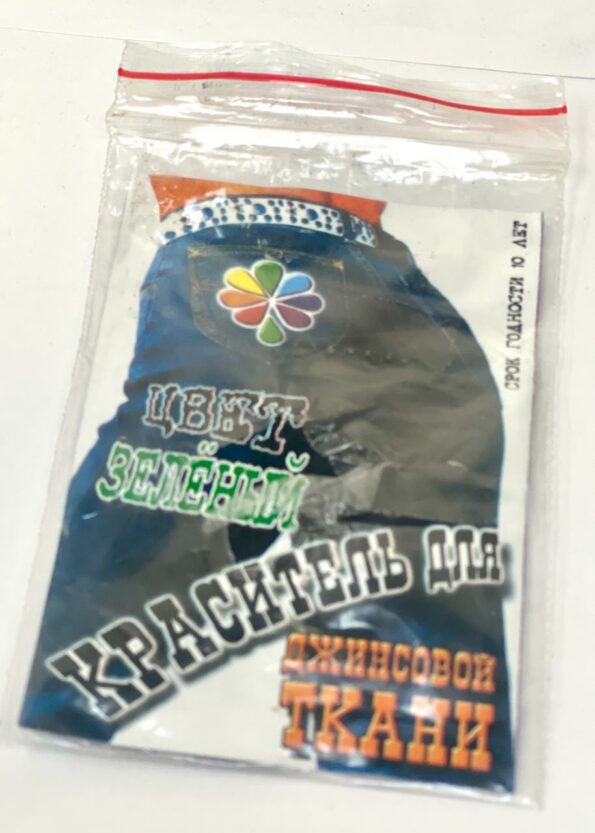 СРОК ГОДНОСТИ 10 ЛЕТ
ЦВЕТ
ЗЕЛЁНЫЙ
КРАСИТЕЛЬ ДЛЯ
ДЖИНСОВОЙ
ТКАНИ